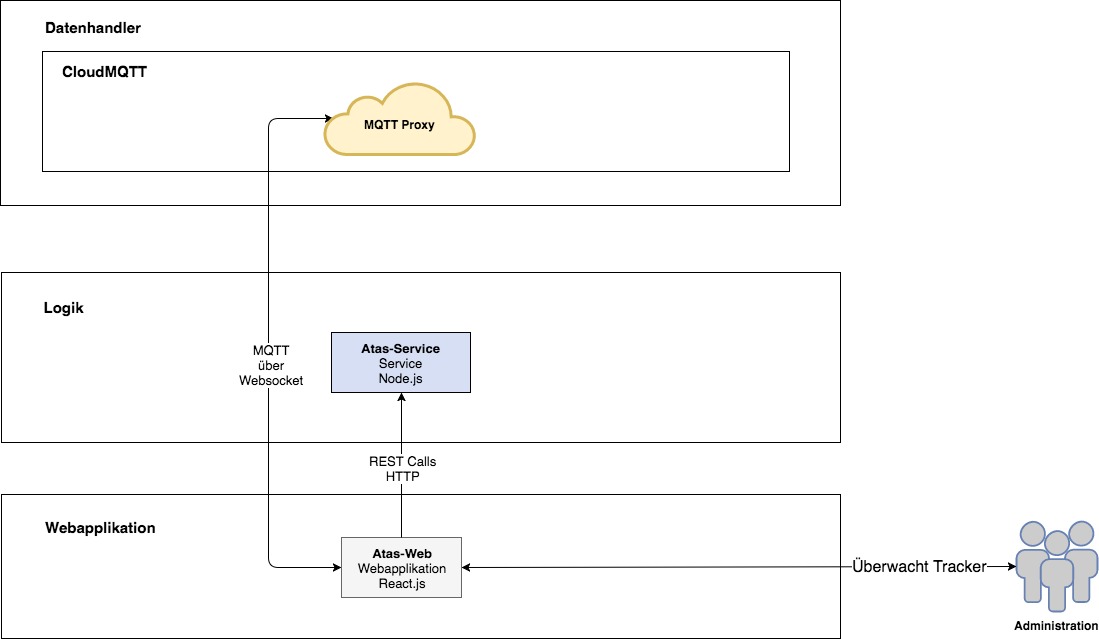 Datenhandler
CloudMQTT
MQTT Proxy
Logik
MQTT
über
Websocket
Atas-Service
Service
Node.js
REST Calls
HTTP
Webapplikation
Atas-Web
Webapplikation
React.js
Überwacht Tracker
Administration